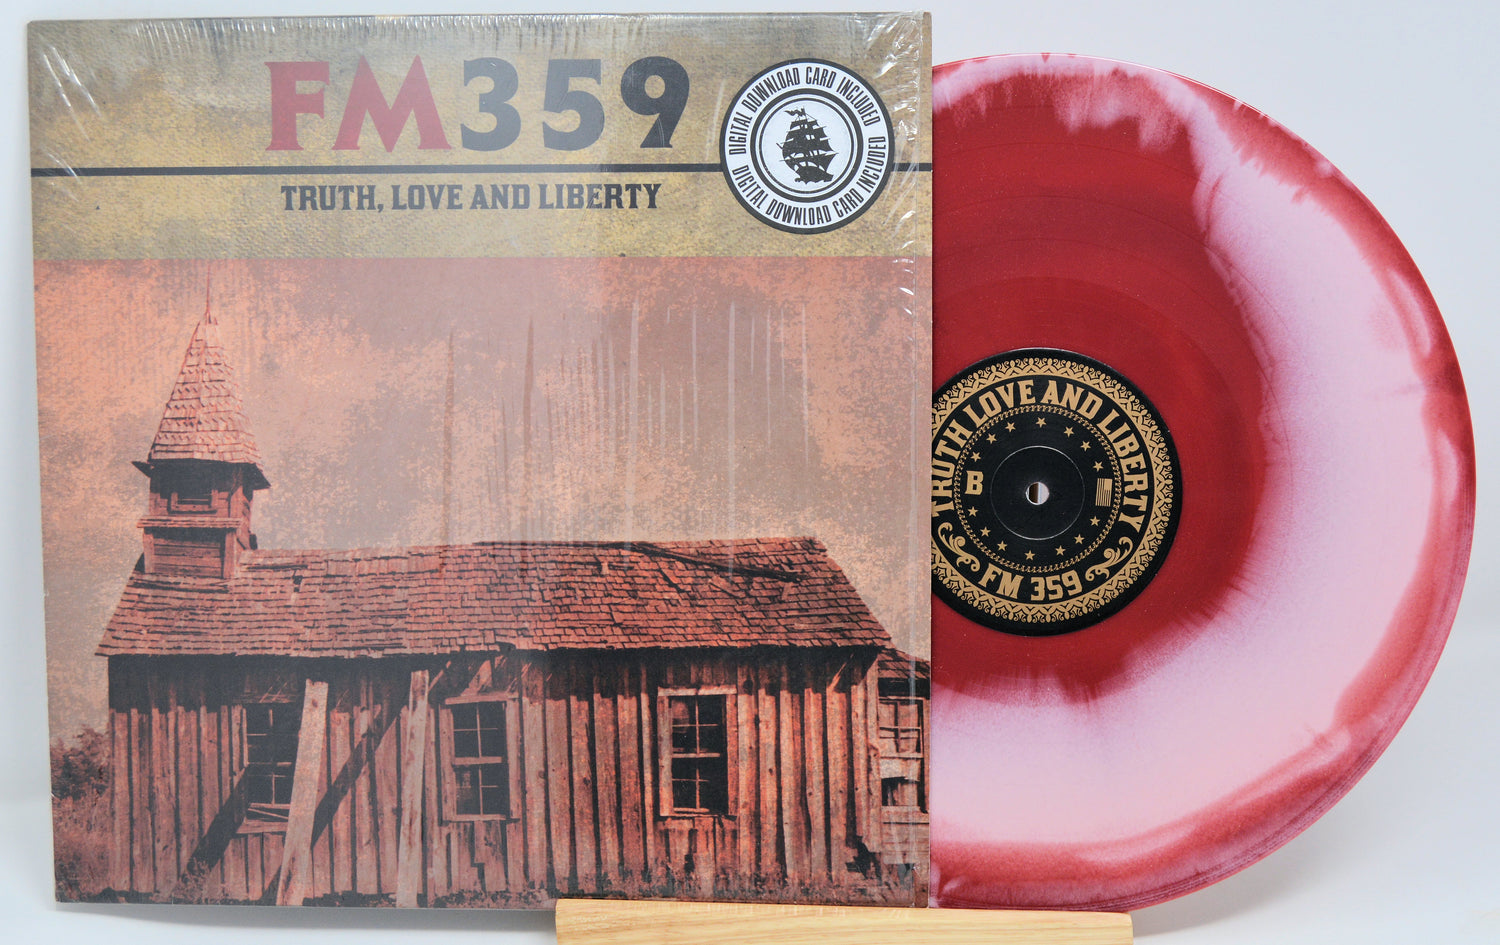 FM359
TRUTH, LOVE AND LIBERTY
DIGITAL DOWNLOAD CARD INCLUDED
DIGITAL DOWNLOAD CARD INCLUDED
TRUTH LOVE AND LIBERTY
B
FM 359